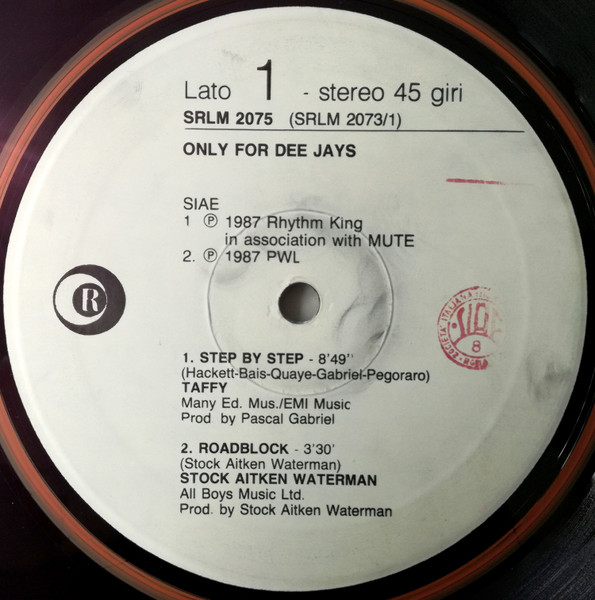 Lato 1 - stereo 45 giri
SRLM 2075 (SRLM 2073/1)
ONLY FOR DEE JAYS
SIAE
1 Ⓟ 1987 Rhythm King
in association with MUTE
2. Ⓟ 1987 PWL
R
8
1. STEP BY STEP - 8'49''
(Hackett-Bais-Quaye-Gabriel-Pegoraro)
TAFFY
Many Ed. Mus./EMI Music
Prod by Pascal Gabriel
2. ROADBLOCK - 3'30'
(Stock Aitken Waterman)
STOCK AITKEN WATERMAN
All Boys Music Ltd.
Prod. by Stock Aitken Waterman